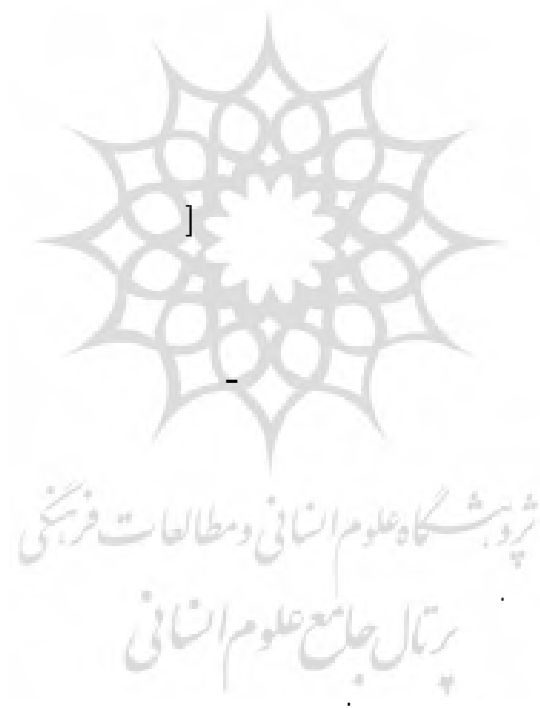 ]
-
پژوهشگاه علوم انسانی و مطالعات فرهنگی
.
پرتال جامع علوم انسانی
.